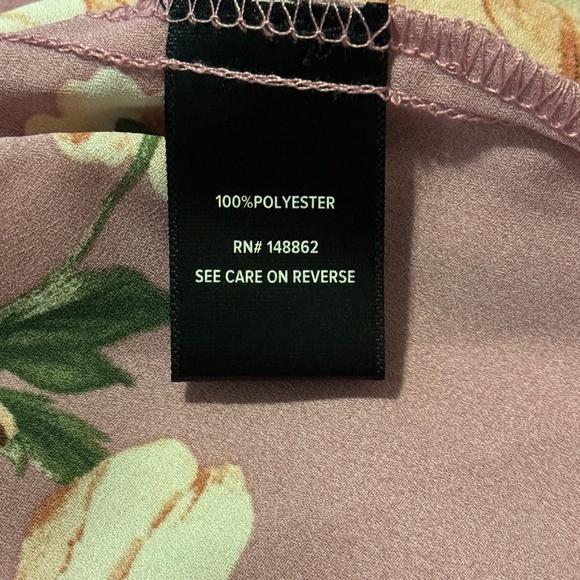 100%POLYESTER
RN# 148862
SEE CARE ON REVERSE